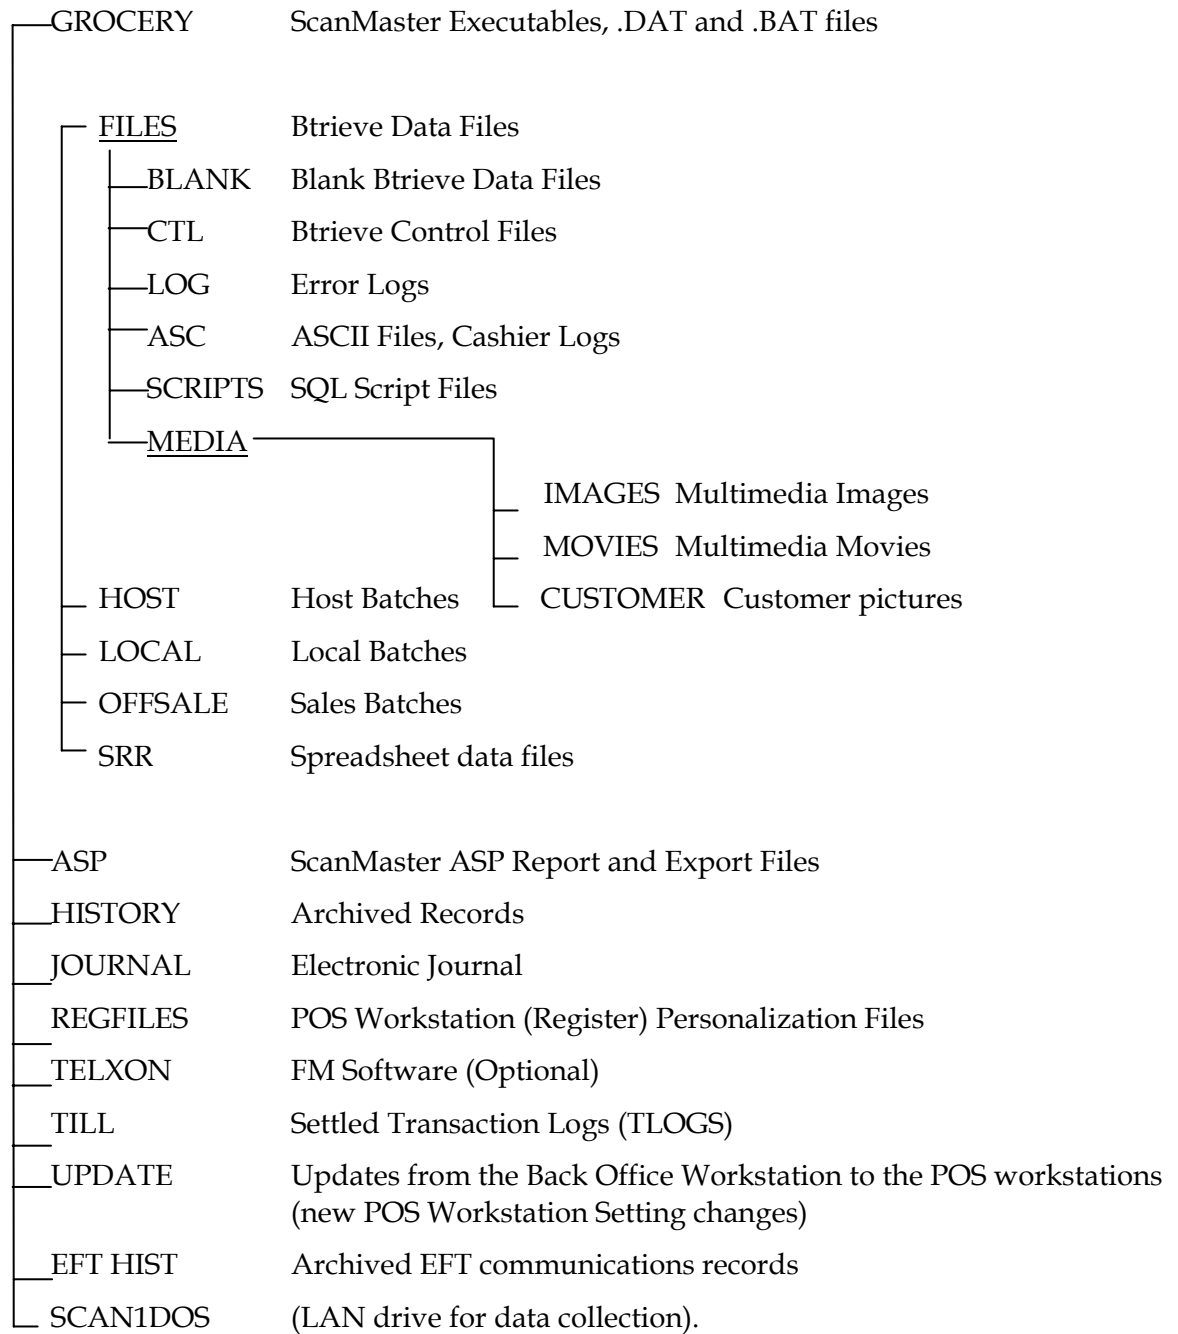 GROCERY ScanMaster Executables, .DAT and .BAT files
FILES Btrieve Data Files
BLANK Blank Btrieve Data Files
CTL Btrieve Control Files
LOG Error Logs
ASC ASCII Files, Cashier Logs
SCRIPTS SQL Script Files
MEDIA
IMAGES Multimedia Images
MOVIES Multimedia Movies
HOST Host Batches CUSTOMER Customer pictures
LOCAL Local Batches
OFFSALE Sales Batches
SRR Spreadsheet data files
ASP ScanMaster ASP Report and Export Files
HISTORY Archived Records
JOURNAL Electronic Journal
REGFILES POS Workstation (Register) Personalization Files
TELXON FM Software (Optional)
TILL Settled Transaction Logs (TLOGS)
UPDATE Updates from the Back Office Workstation to the POS workstations
(new POS Workstation Setting changes)
EFT HIST Archived EFT communications records
SCAN1DOS (LAN drive for data collection).